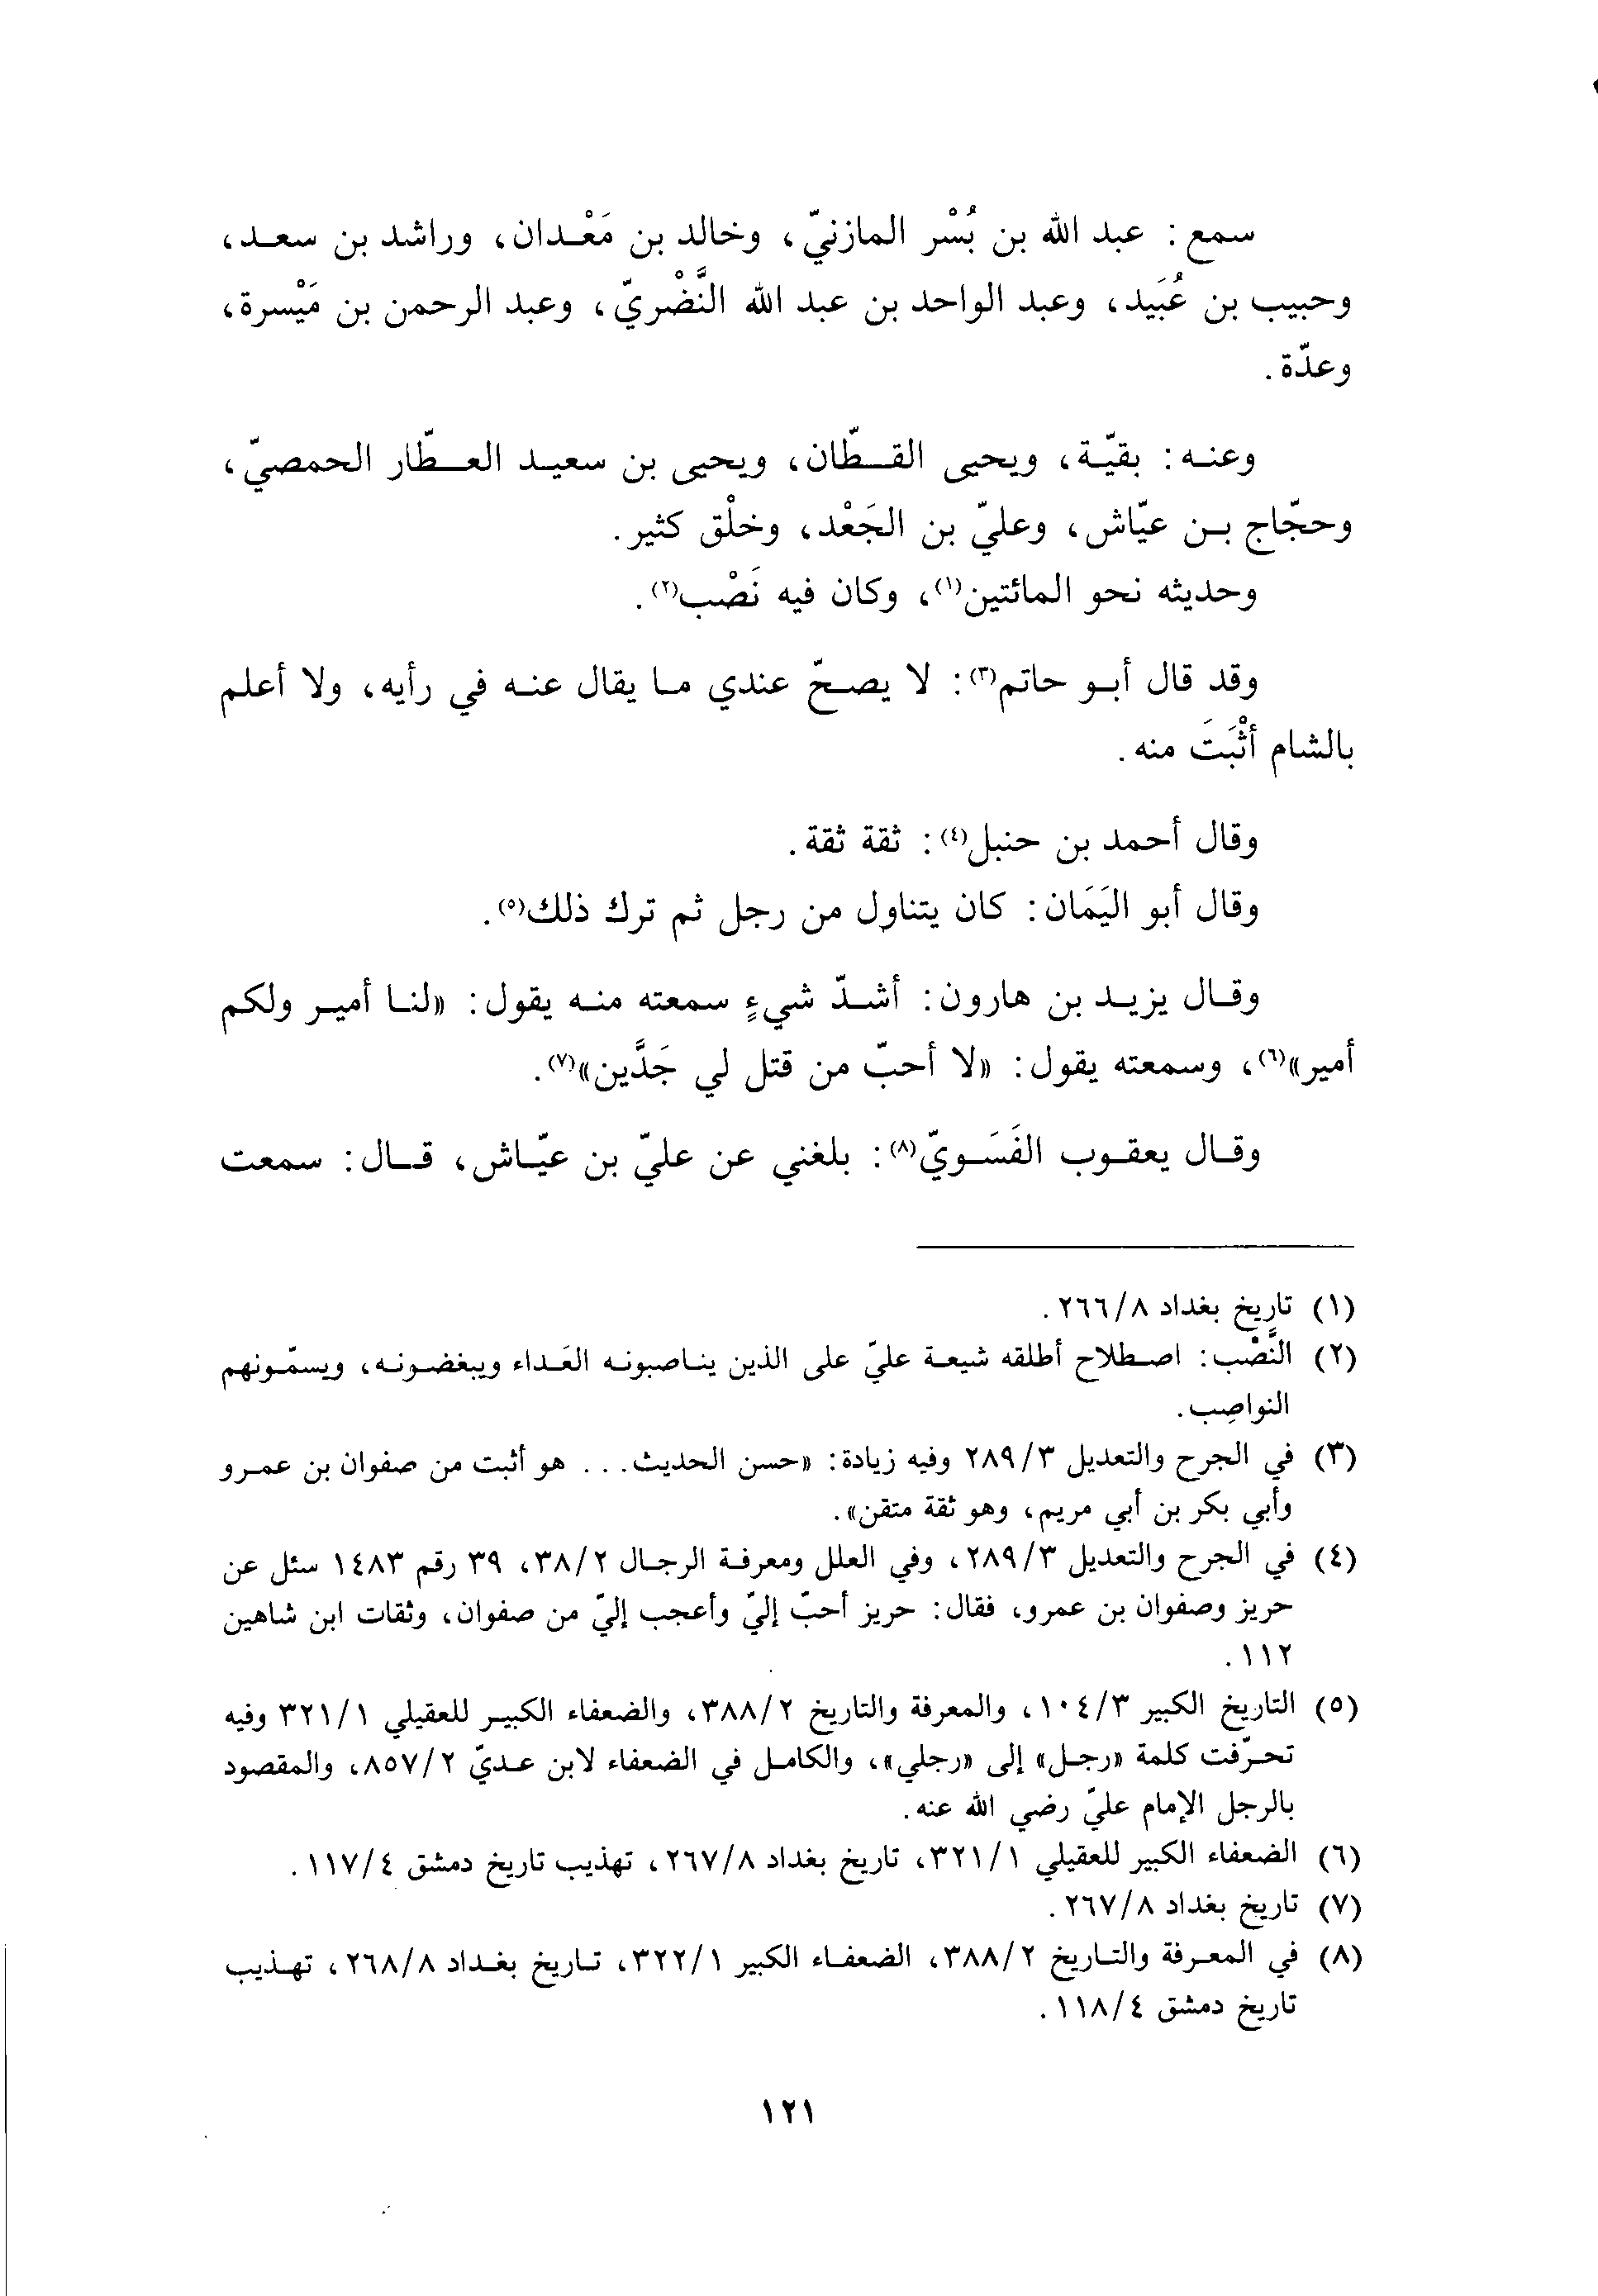 سمع: عبد الله بن بُسْر المازنيّ، وخالد بن مَعْدان، وراشد بن سعد،
وحبيب بن عُبَيد، وعبد الواحد بن عبد الله النَّصْريّ، وعبد الرحمن بن مَيْسرة،
وعدّة.
وعنه: بقيّة، ويحيى القطّان، ويحيى بن سعيد العطّار الحمصيّ،
وحجّاج بن عيّاش، وعليّ بن الجَعْد، وخلْق كثير.
وحديثه نحو المائتين(١)، وكان فيه نَصْب(٢).
وقد قال أبو حاتم(٣): لا يصحّ عندي ما يقال عنه في رأيه، ولا أعلم
بالشام أثْبَتَ منه.
وقال أحمد بن حنبل(٤): ثقة ثقة.
وقال أبو اليَمَان: كان يتناول من رجل ثم ترك ذلك(٥).
وقال يزيد بن هارون: أشدّ شيءٍ سمعته منه يقول: «لنا أمير ولكم
أمير»(٦)، وسمعته يقول: «لا أحبّ من قتل لي جَدَّين»(٧).
وقال يعقوب الفَسَويّ(٨): بلغني عن عليّ بن عيّاش، قال: سمعت
(١) تاريخ بغداد ٢٦٦/٨.
(٢) النَّصْب: اصطلاح أطلقه شيعة عليّ على الذين يناصبونه العَداء ويبغضونه، ويسمّونهم
النواصِب.
(٣) في الجرح والتعديل ٢٨٩/٣ وفيه زيادة: «حسن الحديث... هو أثبت من صفوان بن عمرو
وأبي بكر بن أبي مريم، وهو ثقة متقن».
(٤) في الجرح والتعديل ٢٨٩/٣، وفي العلل ومعرفة الرجال ٣٨/٢، ٣٩ رقم ١٤٨٣ سئل عن
حريز وصفوان بن عمرو، فقال: حريز أحبّ إليّ وأعجب إليّ من صفوان، وثقات ابن شاهين
١١٢.
(٥) التاريخ الكبير ١٠٤/٣، والمعرفة والتاريخ ٣٨٨/٢، والضعفاء الكبير للعقيلي ٣٢١/١ وفيه
تحرّفت كلمة «رجل» إلى «رجلي»، والكامل في الضعفاء لابن عديّ ٨٥٧/٢، والمقصود
بالرجل الإمام عليّ رضي الله عنه.
(٦) الضعفاء الكبير للعقيلي ٣٢١/١، تاريخ بغداد ٢٦٧/٨، تهذيب تاريخ دمشق ١١٧/٤.
(٧) تاريخ بغداد ٢٦٧/٨.
(٨) في المعرفة والتاريخ ٣٨٨/٢، الضعفاء الكبير ٣٢٢/١، تاريخ بغداد ٢٦٨/٨، تهذيب
تاريخ دمشق ١١٨/٤.
١٢١